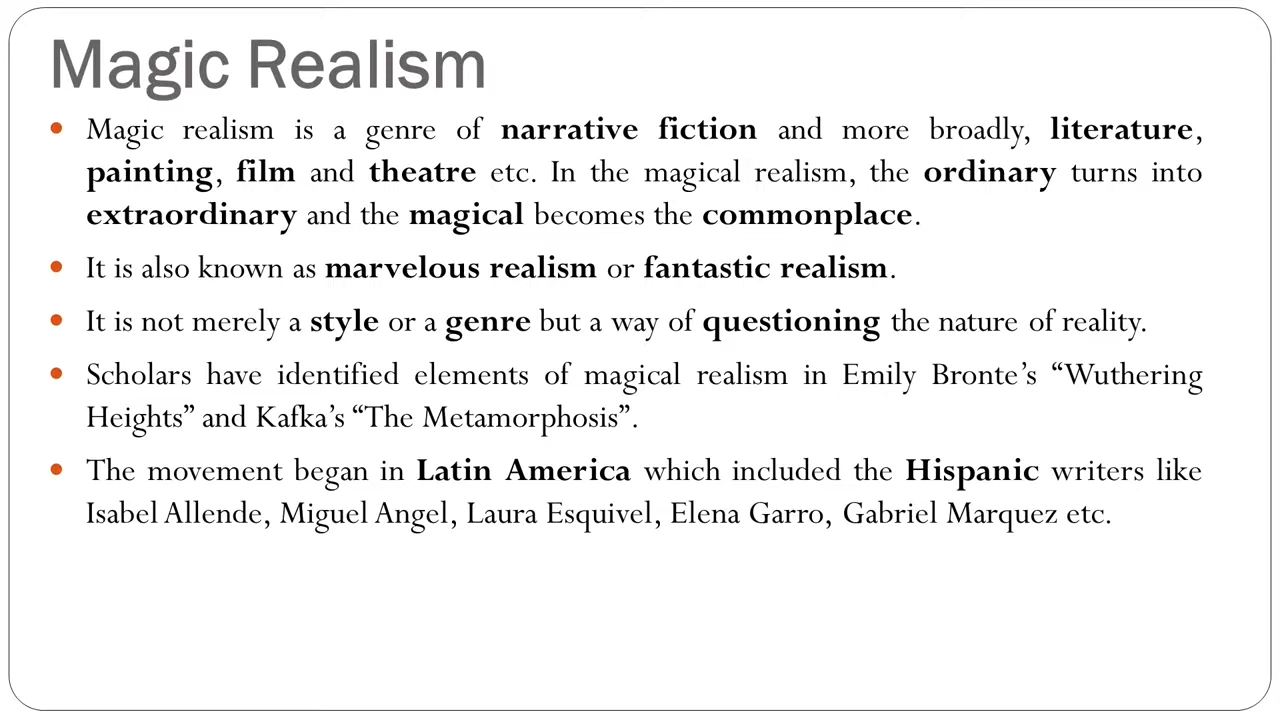 Magic Realism
Magic realism is a genre of narrative fiction and more broadly, literature,
painting, film and theatre etc. In the magical realism, the ordinary turns into
extraordinary and the magical becomes the commonplace.
It is also known as marvelous realism or fantastic realism.
It is not merely a style or a genre but a way of questioning the nature of reality.
Scholars have identified elements of magical realism in Emily Bronte’s “Wuthering
Heights” and Kafka’s “The Metamorphosis”.
The movement began in Latin America which included the Hispanic writers like
Isabel Allende, Miguel Angel, Laura Esquivel, Elena Garro, Gabriel Marquez etc.